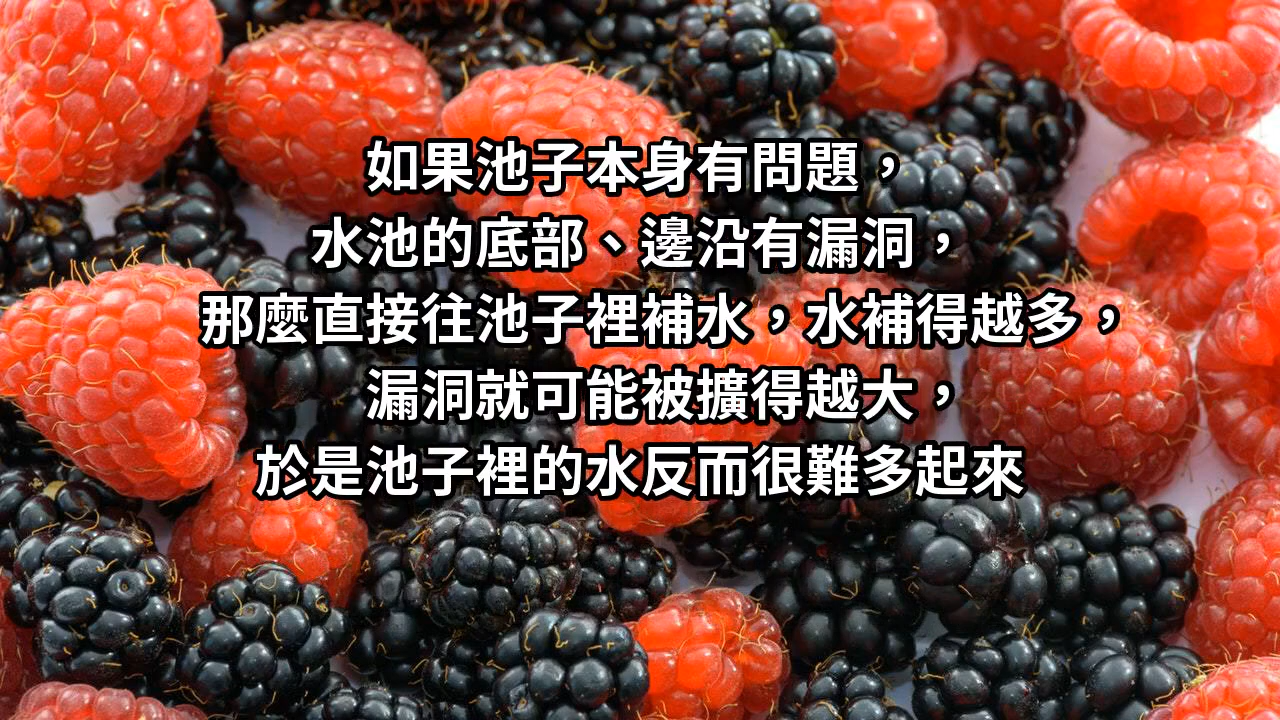 如果池子本身有問題，
水池的底部、邊沿有漏洞，
那麼直接往池子裡補水，水補得越多，
漏洞就可能被擴得越大，
於是池子裡的水反而很難多起來